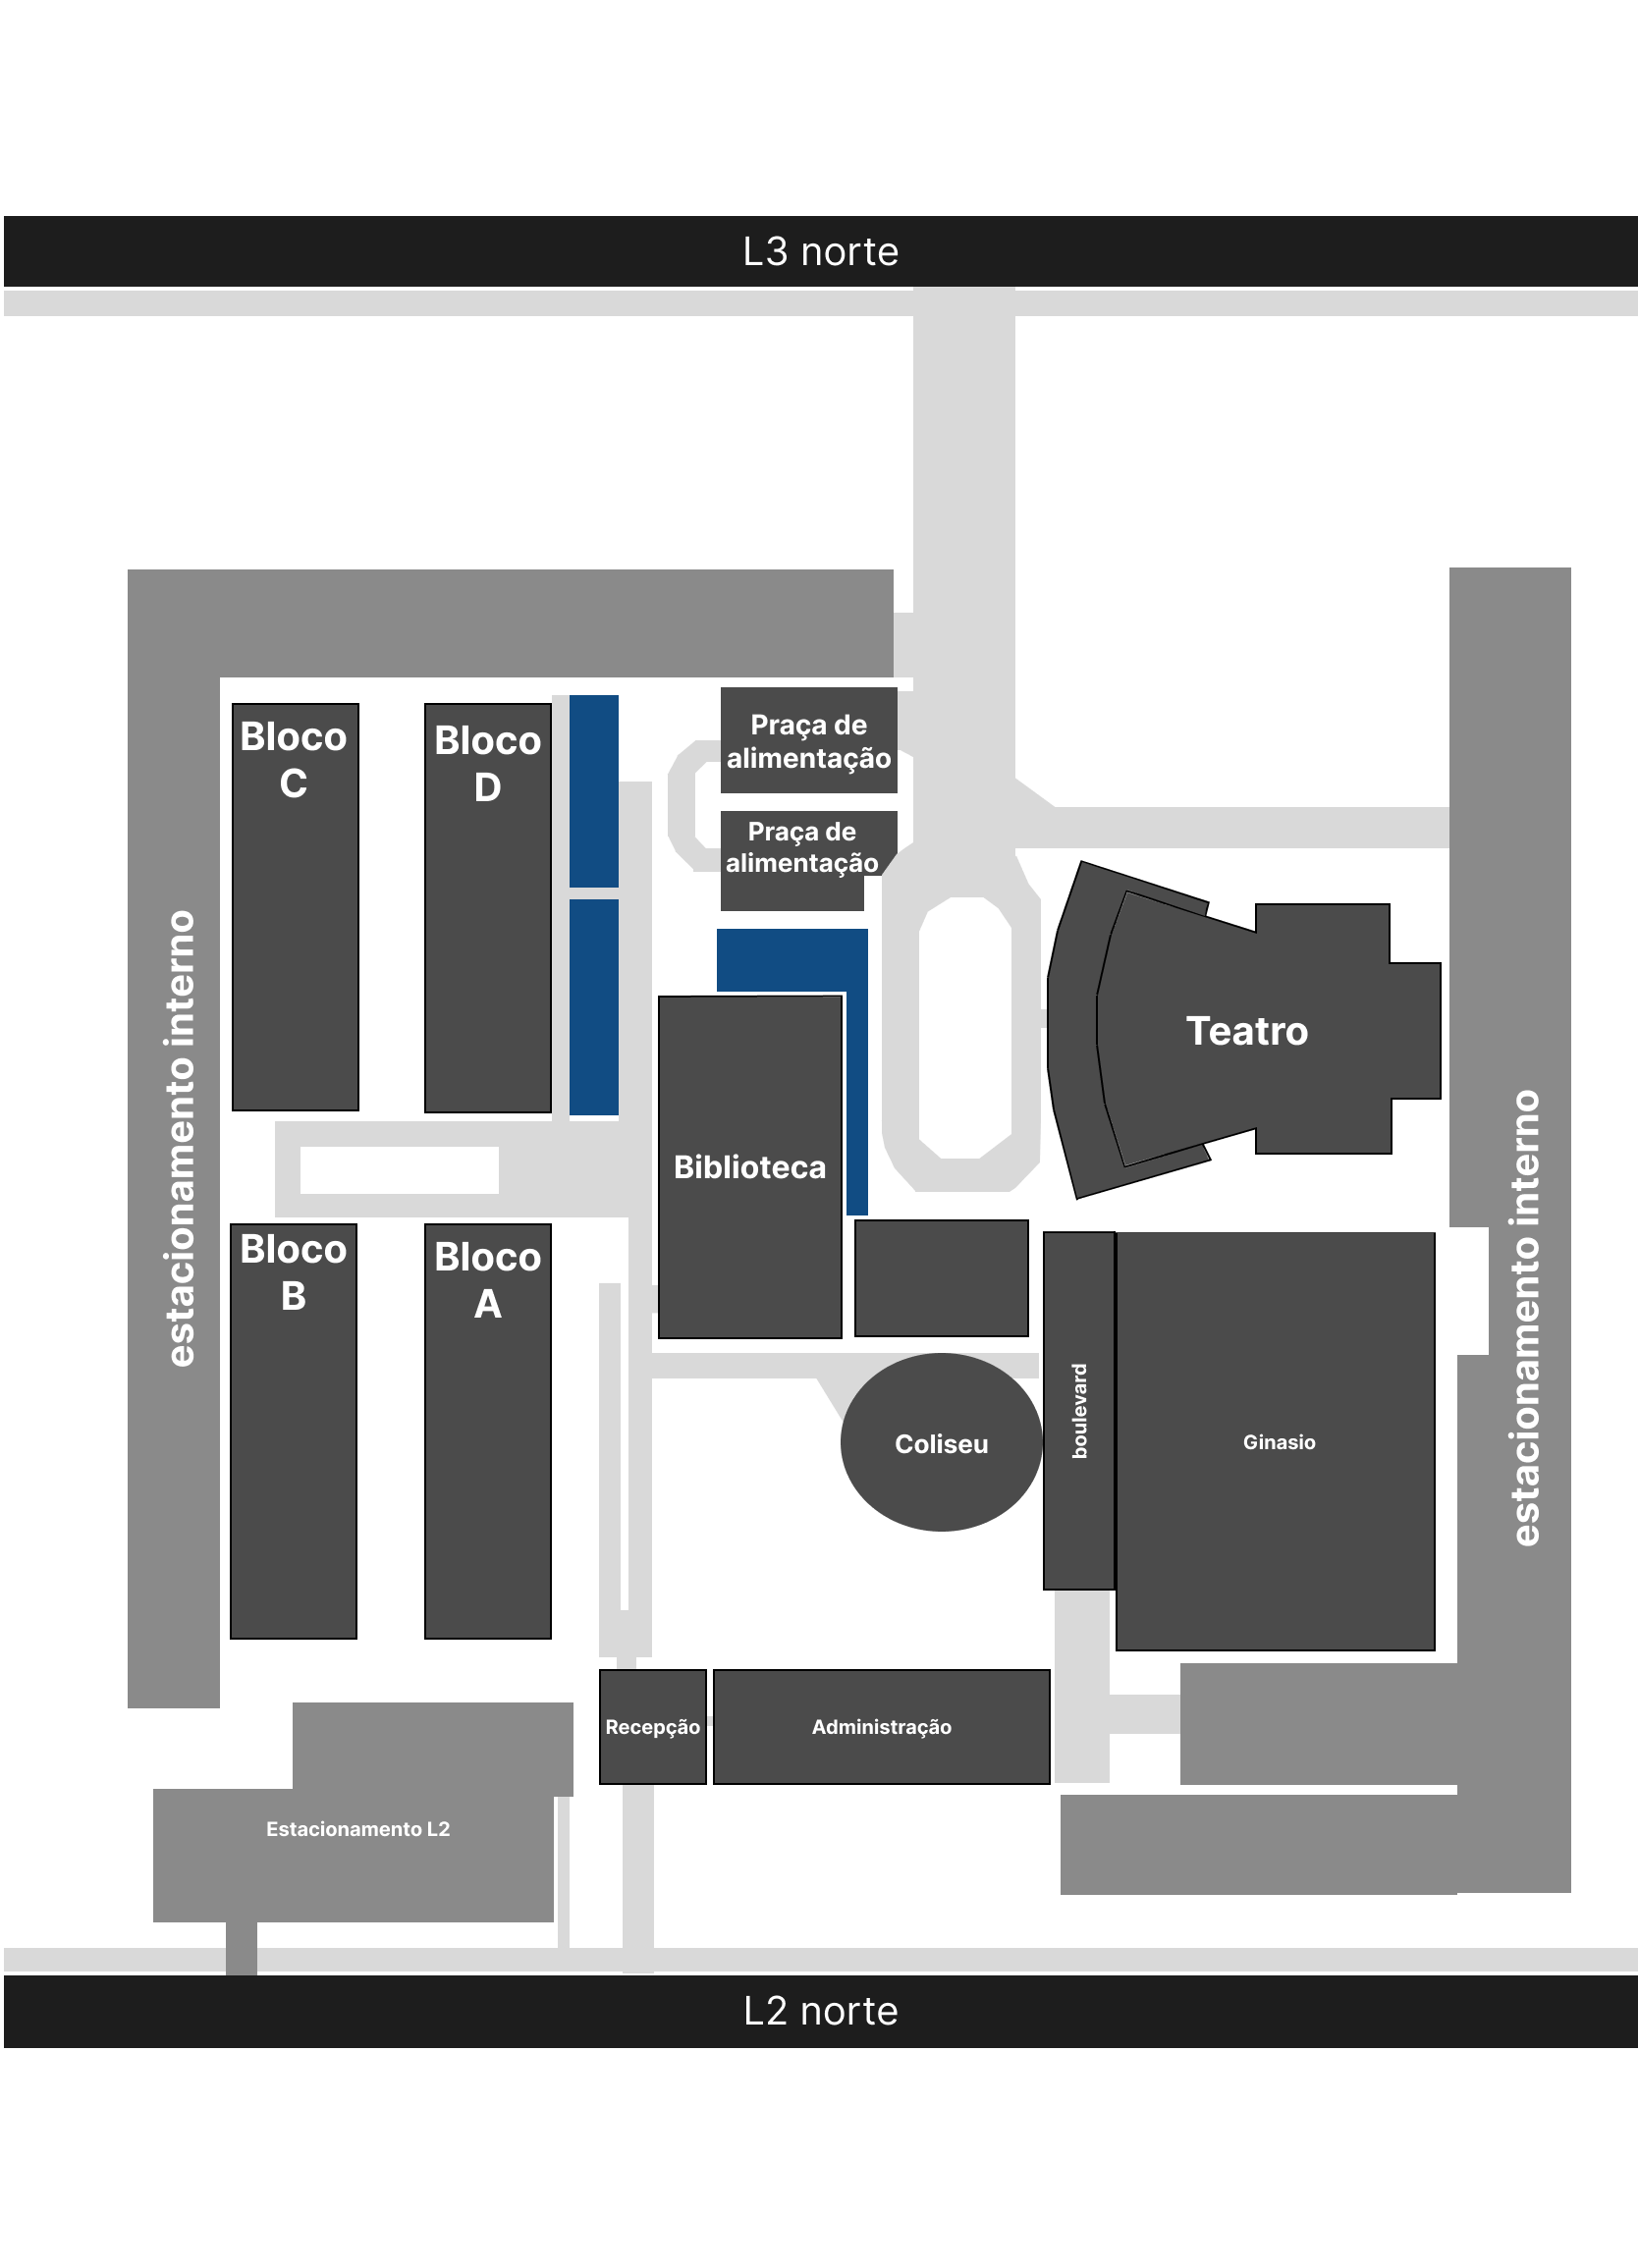 L3 norte
Praça de
alimentação
Bloco
C
Bloco
D
Praça de
alimentação
estacionamento interno
Teatro
Biblioteca
estacionamento interno
Bloco
B
Bloco
A
boulevard
Coliseu
Ginasio
Recepção
Administração
Estacionamento L2
L2 norte